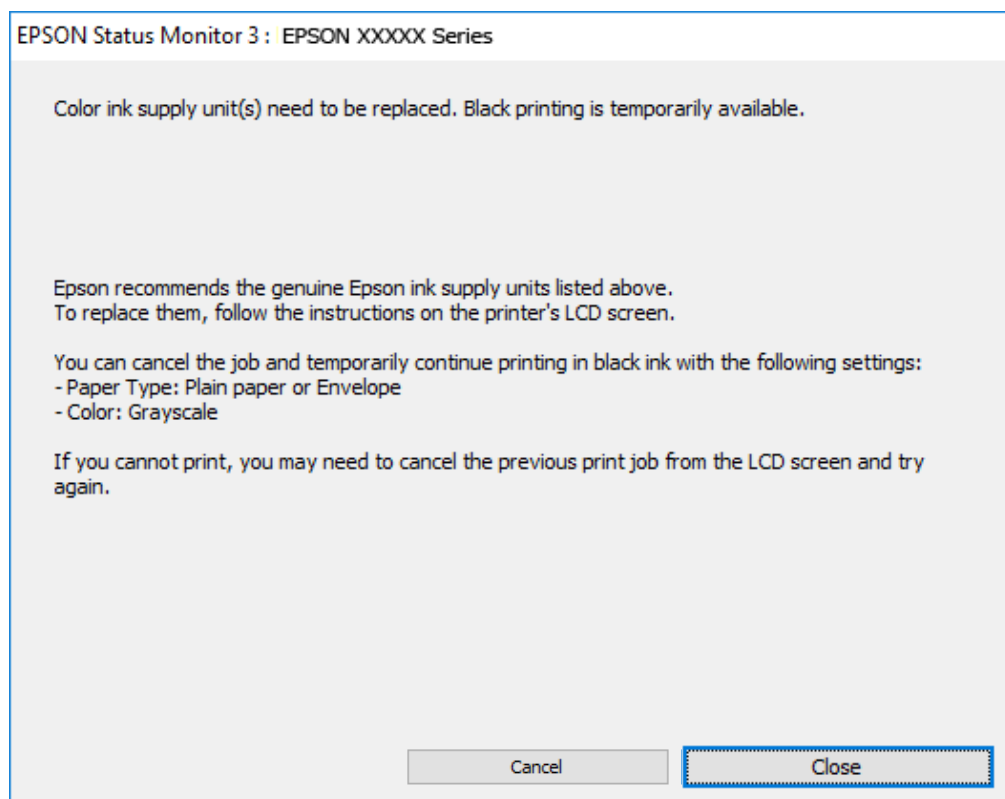 EPSON Status Monitor 3 : EPSON XXXXX Series
Color ink supply unit(s) need to be replaced. Black printing is temporarily available.
Epson recommends the genuine Epson ink supply units listed above.
To replace them, follow the instructions on the printer's LCD screen.
You can cancel the job and temporarily continue printing in black ink with the following settings:
- Paper Type: Plain paper or Envelope
- Color: Grayscale
If you cannot print, you may need to cancel the previous print job from the LCD screen and try
again.
Cancel
Close